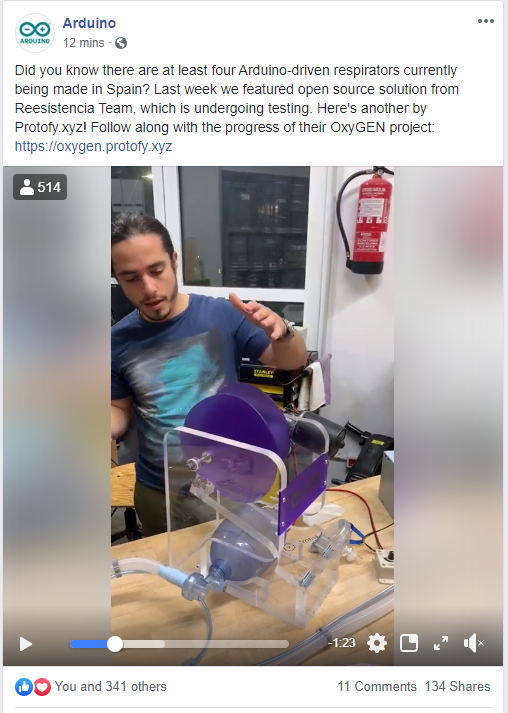 Arduino
ARDUINO
12 mins ·
Did you know there are at least four Arduino-driven respirators currently
being made in Spain? Last week we featured open source solution from
Reesistencia Team, which is undergoing testing. Here's another by
Protofy.xyz! Follow along with the progress of their OxyGEN project:
https://oxygen.protofy.xyz
514
STANLEY
-1:23
You and 341 others
11 Comments 134 Shares